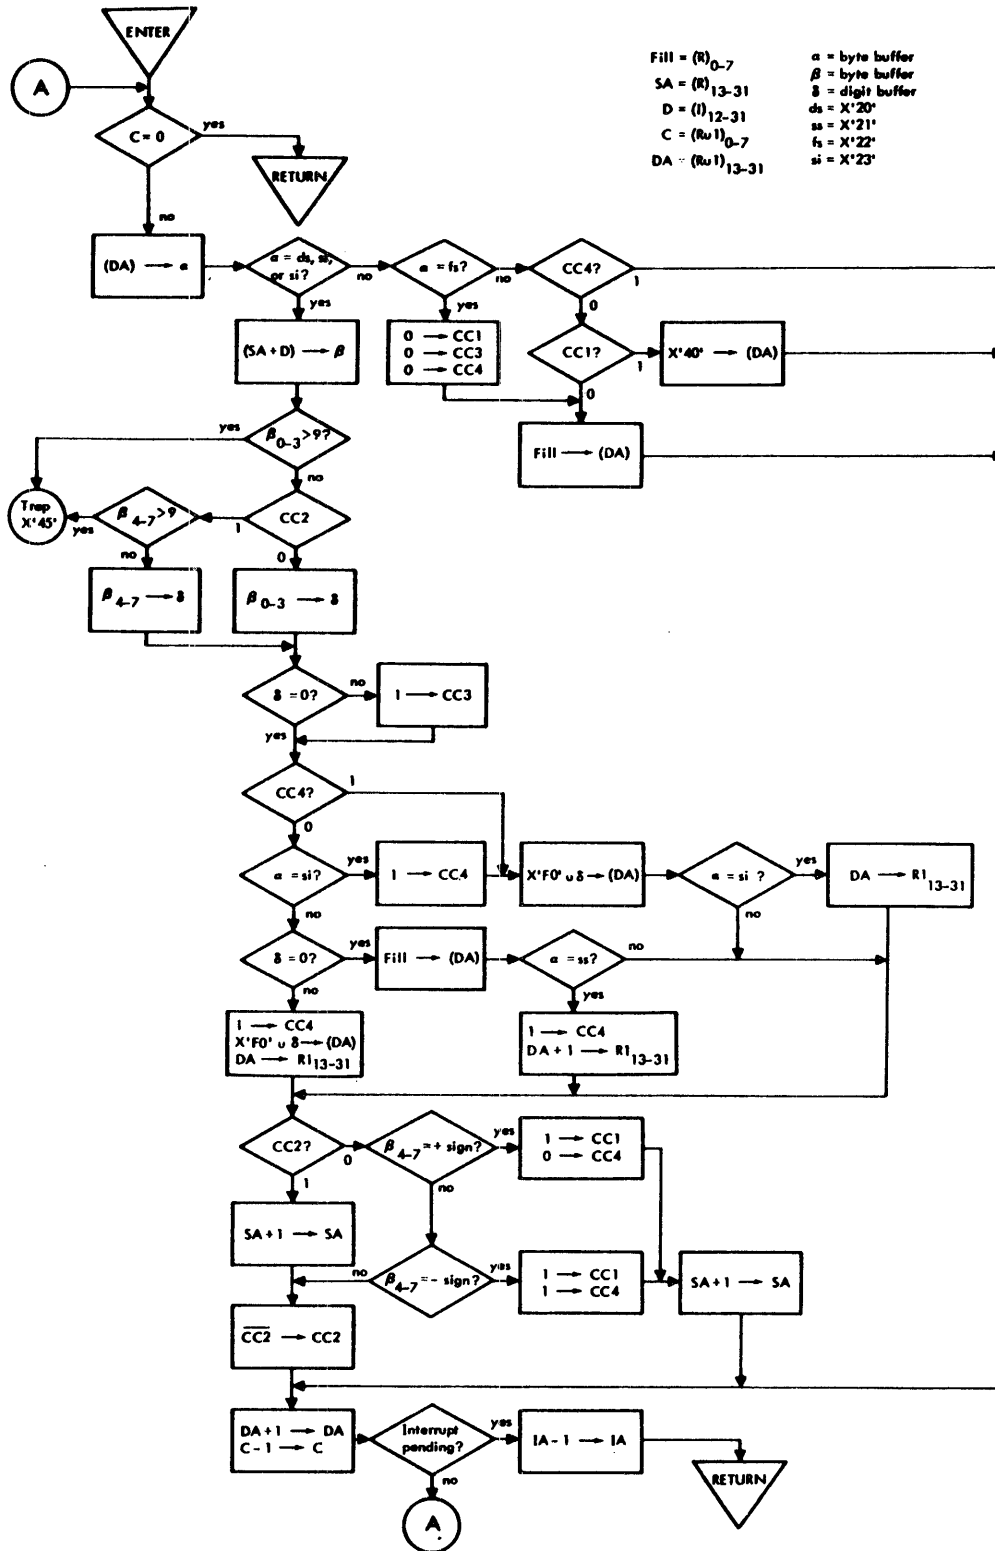 ENTER
A
C = 0
yes
RETURN
no
Fill = (R)0-7
SA = (R)13-31
D = (I)12-31
C = (Ru1)0-7
DA = (Ru1)13-31
α = byte buffer
β = byte buffer
δ = digit buffer
ds = X'20'
ss = X'21'
fs = X'22'
si = X'23'
(DA) → α
α = ds, ss,
or si?
no
yes
α = fs?
no
yes
CC4?
1
0
(SA + D) → β
0 → CC1
0 → CC3
0 → CC4
CC1?
1
0
X'40' → (DA)
Fill → (DA)
β0-3 > 9?
yes
no
Trap
X'45'
yes
β4-7 > 9
no
CC2
1
0
β4-7 → δ
β0-3 → δ
δ = 0?
no
yes
1 → CC3
CC4?
1
0
α = si?
yes
no
1 → CC4
X'F0' ∪ δ → (DA)
α = si ?
yes
no
DA → R1 13-31
δ = 0?
yes
no
Fill → (DA)
α = ss?
no
yes
1 → CC4
X'F0' ∪ δ → (DA)
DA → R1 13-31
1 → CC4
DA + 1 → R1 13-31
CC2?
0
1
β4-7 = + sign?
yes
no
1 → CC1
0 → CC4
SA + 1 → SA
β4-7 = - sign?
no
yes
1 → CC1
1 → CC4
SA + 1 → SA
C̅C̅2̅ → CC2
DA + 1 → DA
C - 1 → C
Interrupt
pending?
yes
no
IA - 1 → IA
RETURN
A